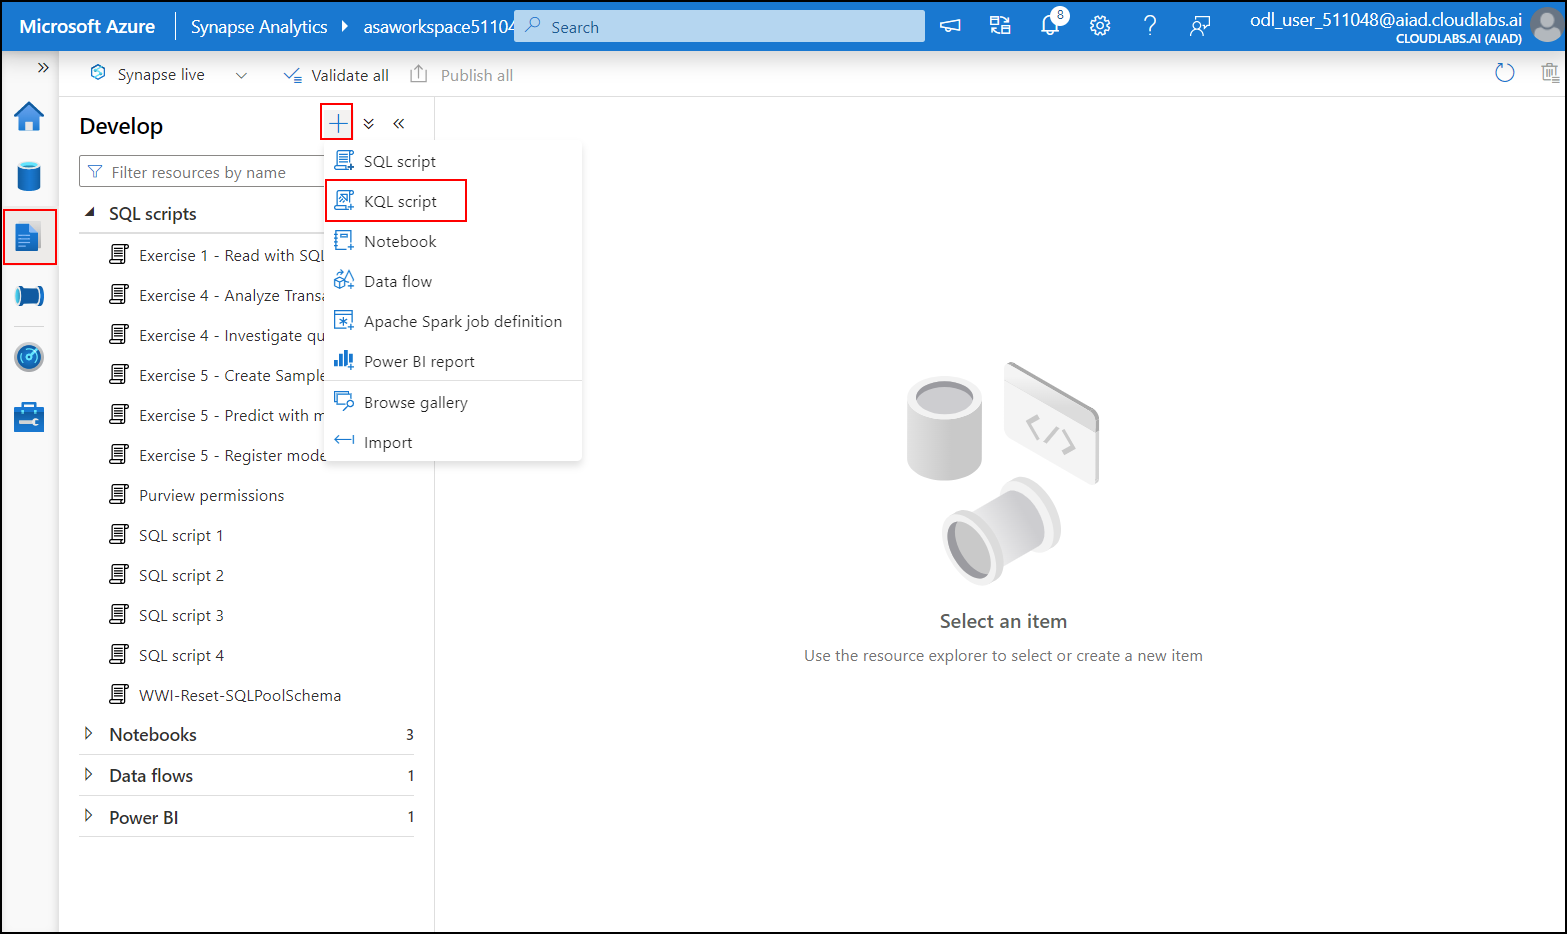 Microsoft Azure
Synapse Analytics
asaworkspace51104
Search
8
odl_user_511048@aiad.cloudlabs.ai
CLOUDLABS.AI (AIAD)
Synapse live
Validate all
Publish all
Develop
Filter resources by name
SQL scripts
Exercise 1 - Read with SQL
Exercise 4 - Analyze Transa
Exercise 4 - Investigate qu
Exercise 5 - Create Sample
Exercise 5 - Predict with m
Exercise 5 - Register mode
Purview permissions
SQL script 1
SQL script 2
SQL script 3
SQL script 4
WWI-Reset-SQLPoolSchema
Notebooks 3
Data flows 1
Power BI 1
SQL script
KQL script
Notebook
Data flow
Apache Spark job definition
Power BI report
Browse gallery
Import
Select an item
Use the resource explorer to select or create a new item